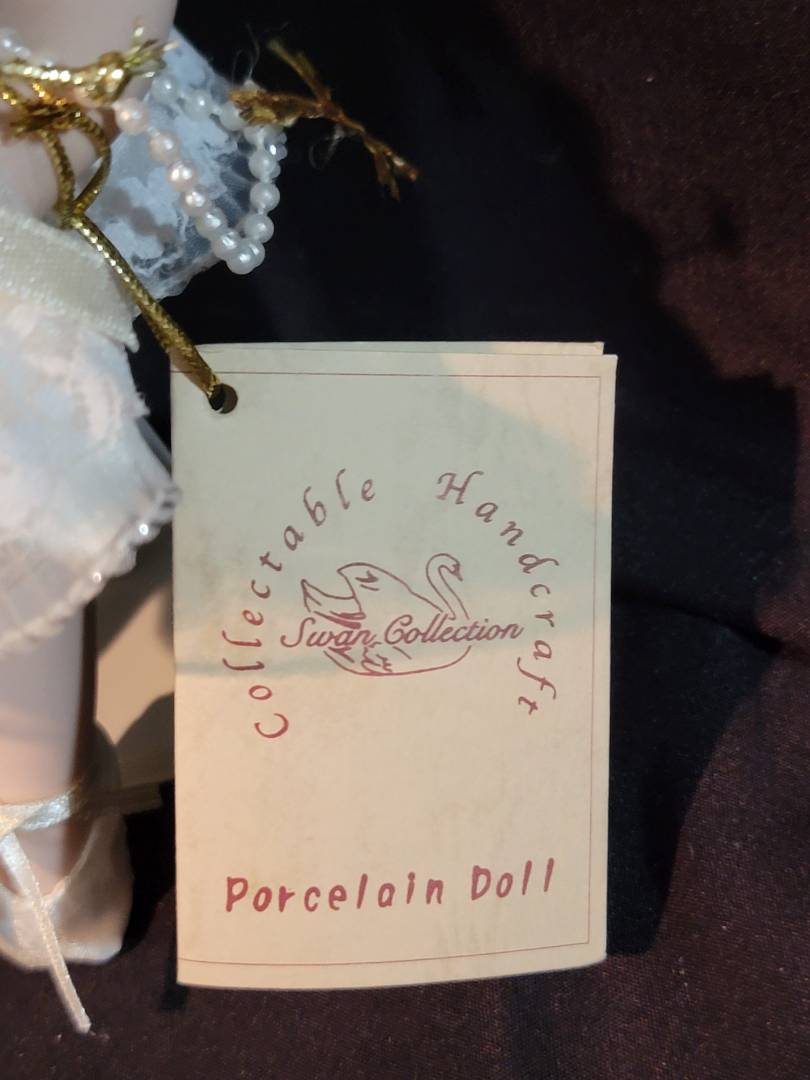 Collectable Handcraft
Swan Collection
Porcelain Doll